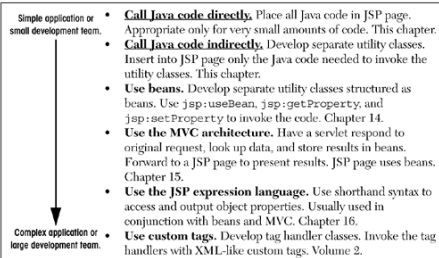 Simple application or
small development team.
• Call Java code directly. Place all Java code in JSP page.
Appropriate only for very small amounts of code. This chapter.
• Call Java code indirectly. Develop separate utility classes.
Insert into JSP page only the Java code needed to invoke the
utility classes. This chapter.
• Use beans. Develop separate utility classes structured as
beans. Use jsp:useBean, jsp:getProperty, and
jsp:setProperty to invoke the code. Chapter 14.
• Use the MVC architecture. Have a servlet respond to
original request, look up data, and store results in beans.
Forward to a JSP page to present results. JSP page uses beans.
Chapter 15.
• Use the JSP expression language. Use shorthand syntax to
access and output object properties. Usually used in
conjunction with beans and MVC. Chapter 16.
Complex application or
large development team.
• Use custom tags. Develop tag handler classes. Invoke the tag
handlers with XML-like custom tags. Volume 2.